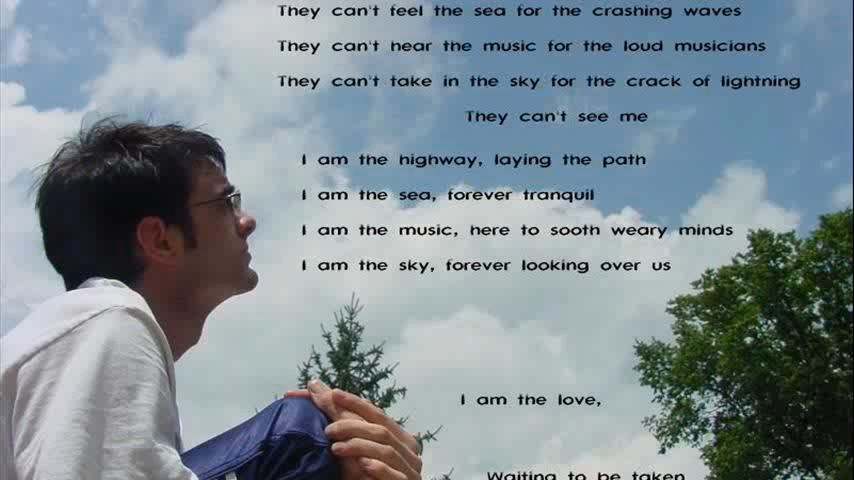 They can't feel the sea for the crashing waves
They can't hear the music for the loud musicians
They can't take in the sky for the crack of lightning
They can't see me
I am the highway, laying the path
I am the sea, forever tranquil
I am the music, here to sooth weary minds
I am the sky, forever looking over us
I am the love,
Waiting to be taken